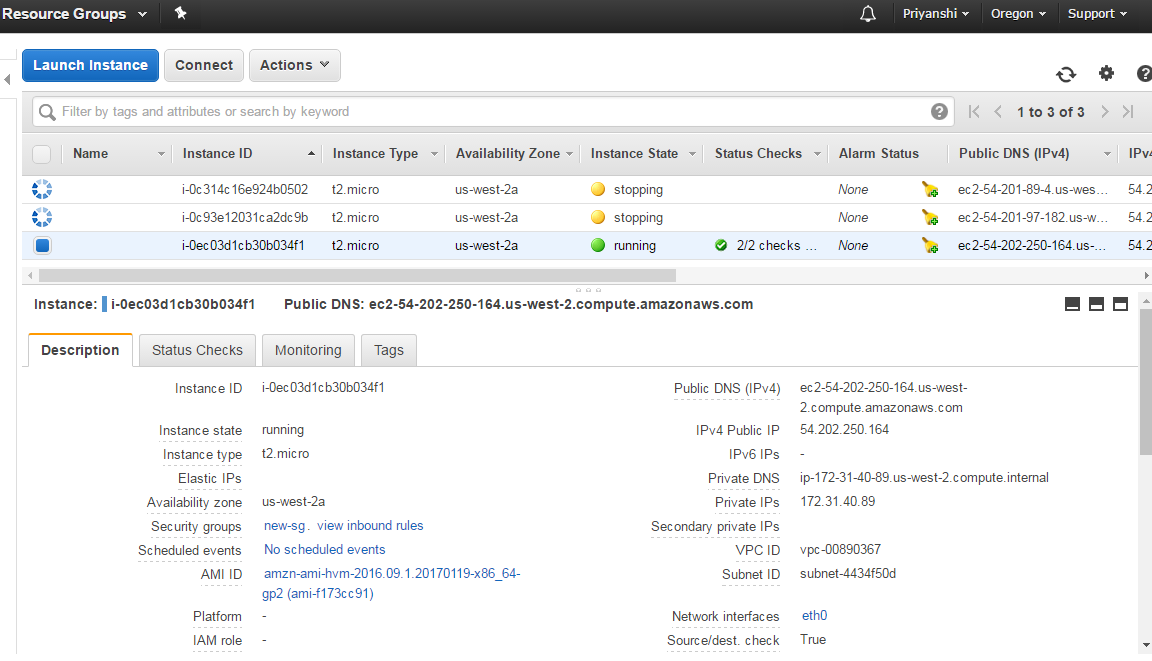 Resource Groups Priyanshi Oregon Support
Launch Instance Connect Actions
Filter by tags and attributes or search by keyword 1 to 3 of 3
Name Instance ID Instance Type Availability Zone Instance State Status Checks Alarm Status Public DNS (IPv4) IPv4
i-0c314c16e924b0502 t2.micro us-west-2a stopping None ec2-54-201-89-4.us-wes... 54.2
i-0c93e12031ca2dc9b t2.micro us-west-2a stopping None ec2-54-201-97-182.us-w... 54.2
i-0ec03d1cb30b034f1 t2.micro us-west-2a running 2/2 checks ... None ec2-54-202-250-164.us-... 54.2
Instance: i-0ec03d1cb30b034f1 Public DNS: ec2-54-202-250-164.us-west-2.compute.amazonaws.com
Description Status Checks Monitoring Tags
Instance ID i-0ec03d1cb30b034f1
Instance state running
Instance type t2.micro
Elastic IPs
Availability zone us-west-2a
Security groups new-sg. view inbound rules
Scheduled events No scheduled events
AMI ID amzn-ami-hvm-2016.09.1.20170119-x86_64-
gp2 (ami-f173cc91)
Platform -
IAM role -
Public DNS (IPv4) ec2-54-202-250-164.us-west-
2.compute.amazonaws.com
IPv4 Public IP 54.202.250.164
IPv6 IPs -
Private DNS ip-172-31-40-89.us-west-2.compute.internal
Private IPs 172.31.40.89
Secondary private IPs
VPC ID vpc-00890367
Subnet ID subnet-4434f50d
Network interfaces eth0
Source/dest. check True